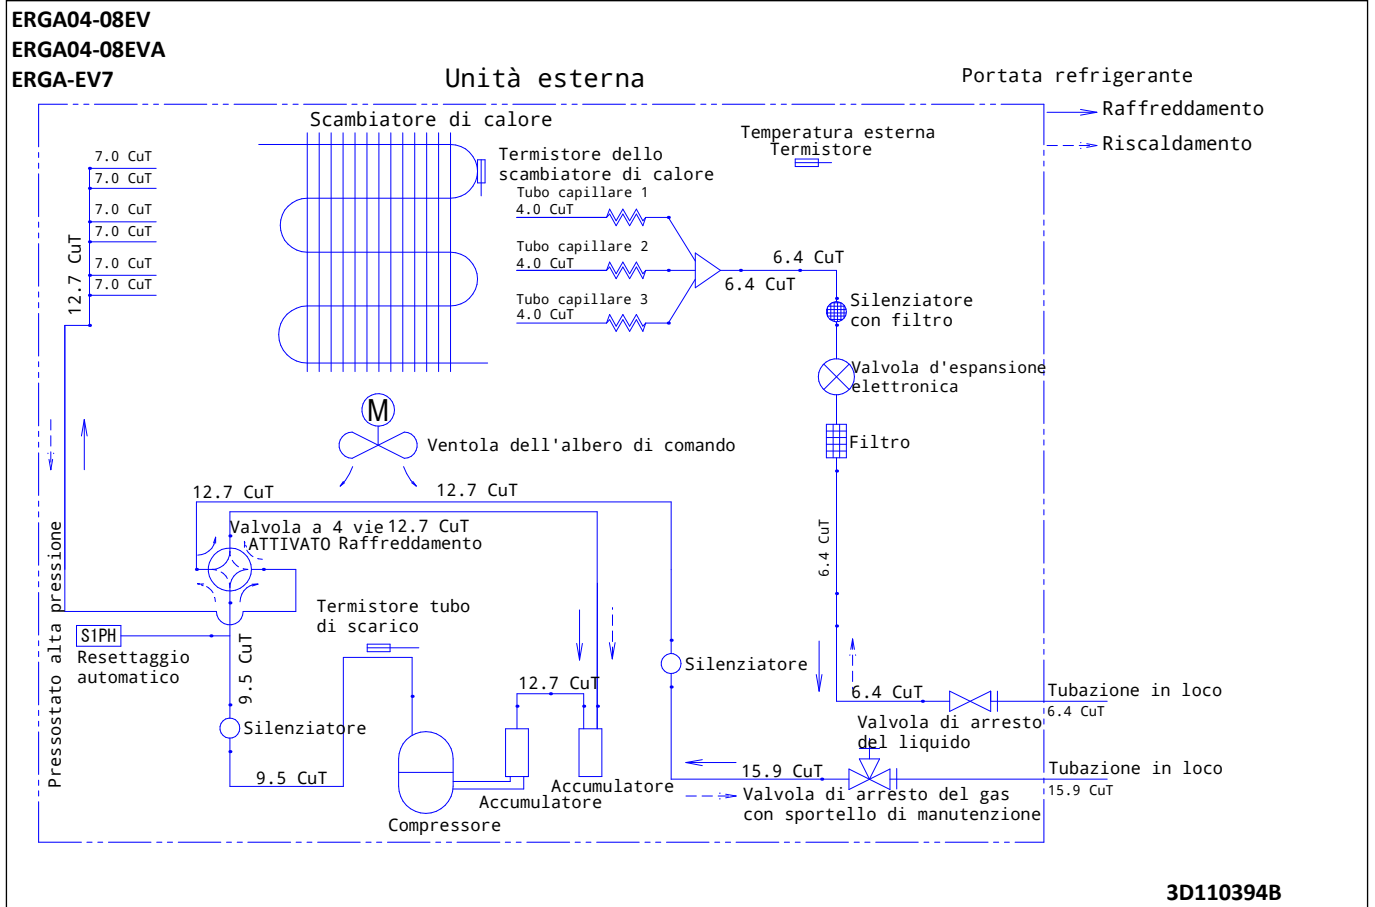 ERGA04-08EV
ERGA04-08EVA
ERGA-EV7
Unità esterna
Portata refrigerante
Raffreddamento
Riscaldamento
Scambiatore di calore
Temperatura esterna
Termistore
Termistore dello
scambiatore di calore
7.0 CuT
7.0 CuT
7.0 CuT
7.0 CuT
7.0 CuT
7.0 CuT
12.7 CuT
Tubo capillare 1
4.0 CuT
Tubo capillare 2
4.0 CuT
Tubo capillare 3
4.0 CuT
6.4 CuT
6.4 CuT
Silenziatore
con filtro
Valvola d'espansione
elettronica
Filtro
M
Ventola dell'albero di comando
12.7 CuT
12.7 CuT
Valvola a 4 vie
12.7 CuT
ATTIVATO Raffreddamento
6.4 CuT
Pressostato alta pressione
Termistore tubo
di scarico
S1PH
Resettaggio
automatico
9.5 CuT
Silenziatore
Silenziatore
12.7 CuT
6.4 CuT
Tubazione in loco
6.4 CuT
Valvola di arresto
del liquido
9.5 CuT
15.9 CuT
Tubazione in loco
15.9 CuT
Accumulatore
Accumulatore
Compressore
Valvola di arresto del gas
con sportello di manutenzione
3D110394B